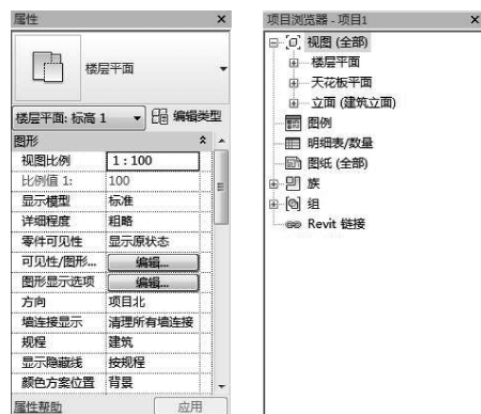 属性
楼层平面
楼层平面: 标高 1
编辑类型
图形
视图比例 1 : 100
比例值 1: 100
显示模型 标准
详细程度 粗略
零件可见性 显示原状态
可见性/图形... 编辑...
图形显示选项 编辑...
方向 项目北
墙连接显示 清理所有墙连接
规程 建筑
显示隐藏线 按规程
颜色方案位置 背景
属性帮助 应用
项目浏览器 - 项目1
视图 (全部)
楼层平面
天花板平面
立面 (建筑立面)
图例
明细表/数量
图纸 (全部)
族
组
Revit 链接